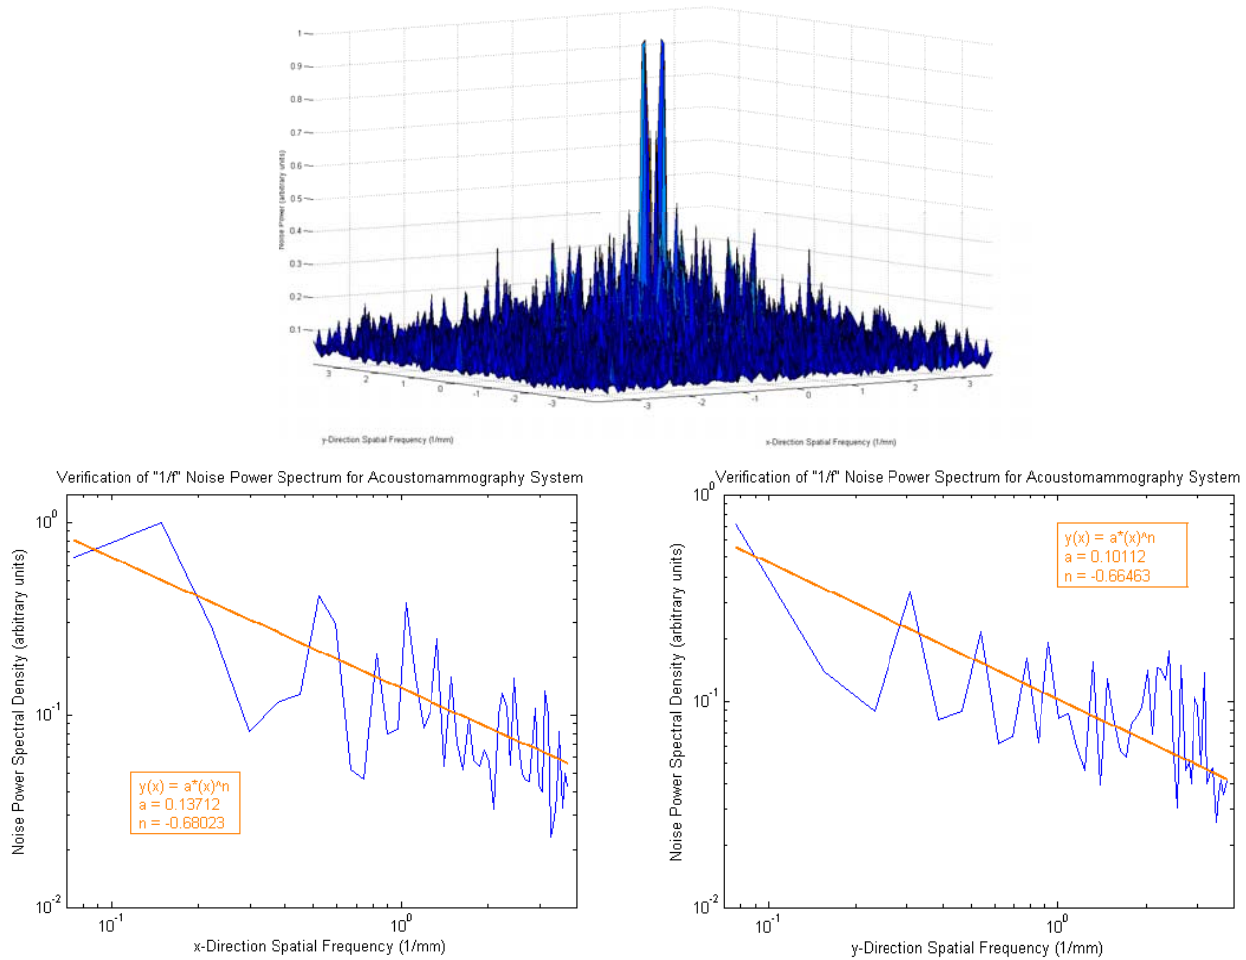 1
0.9
0.8
0.7
0.6
0.5
0.4
0.3
0.2
0.1
Noise Power (arbitrary units)
3 2 1 0 -1 -2 -3
-3 -2 -1 0 1 2 3
y-Direction Spatial Frequency (1/mm)
x-Direction Spatial Frequency (1/mm)
Verification of "1/f" Noise Power Spectrum for Acoustomammography System
10^0
10^-1
10^-2
Noise Power Spectral Density (arbitrary units)
y(x) = a*(x)^n
a = 0.13712
n = -0.68023
10^-1 10^0
x-Direction Spatial Frequency (1/mm)
Verification of "1/f" Noise Power Spectrum for Acoustomammography System
10^0
10^-1
10^-2
Noise Power Spectral Density (arbitrary units)
y(x) = a*(x)^n
a = 0.10112
n = -0.66463
10^-1 10^0
y-Direction Spatial Frequency (1/mm)